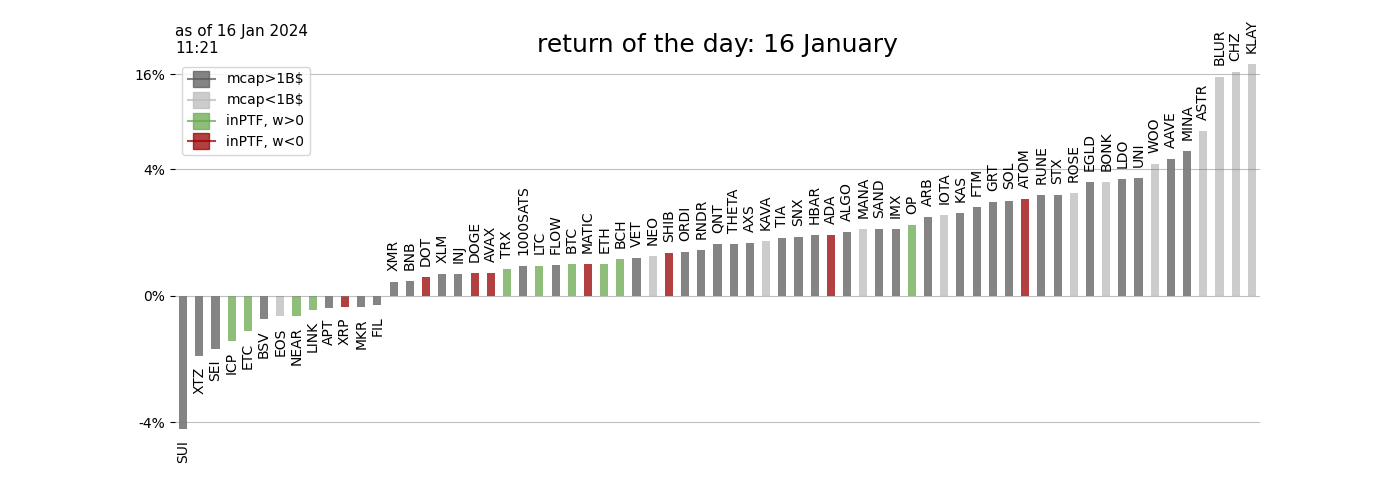 as of 16 Jan 2024
11:21
return of the day: 16 January
mcap>1B$
mcap<1B$
inPTF, w>0
inPTF, w<0
16%
4%
0%
-4%
SUI
XTZ
SEI
ICP
ETC
BSV
EOS
NEAR
LINK
APT
XRP
MKR
FIL
XMR
BNB
DOT
XLM
INJ
DOGE
AVAX
TRX
1000SATS
LTC
FLOW
BTC
MATIC
ETH
BCH
VET
NEO
SHIB
ORDI
RNDR
QNT
THETA
AXS
KAVA
TIA
SNX
HBAR
ADA
ALGO
MANA
SAND
IMX
OP
ARB
IOTA
KAS
FTM
GRT
SOL
ATOM
RUNE
STX
ROSE
EGLD
BONK
LDO
UNI
WOO
AAVE
MINA
ASTR
BLUR
CHZ
KLAY